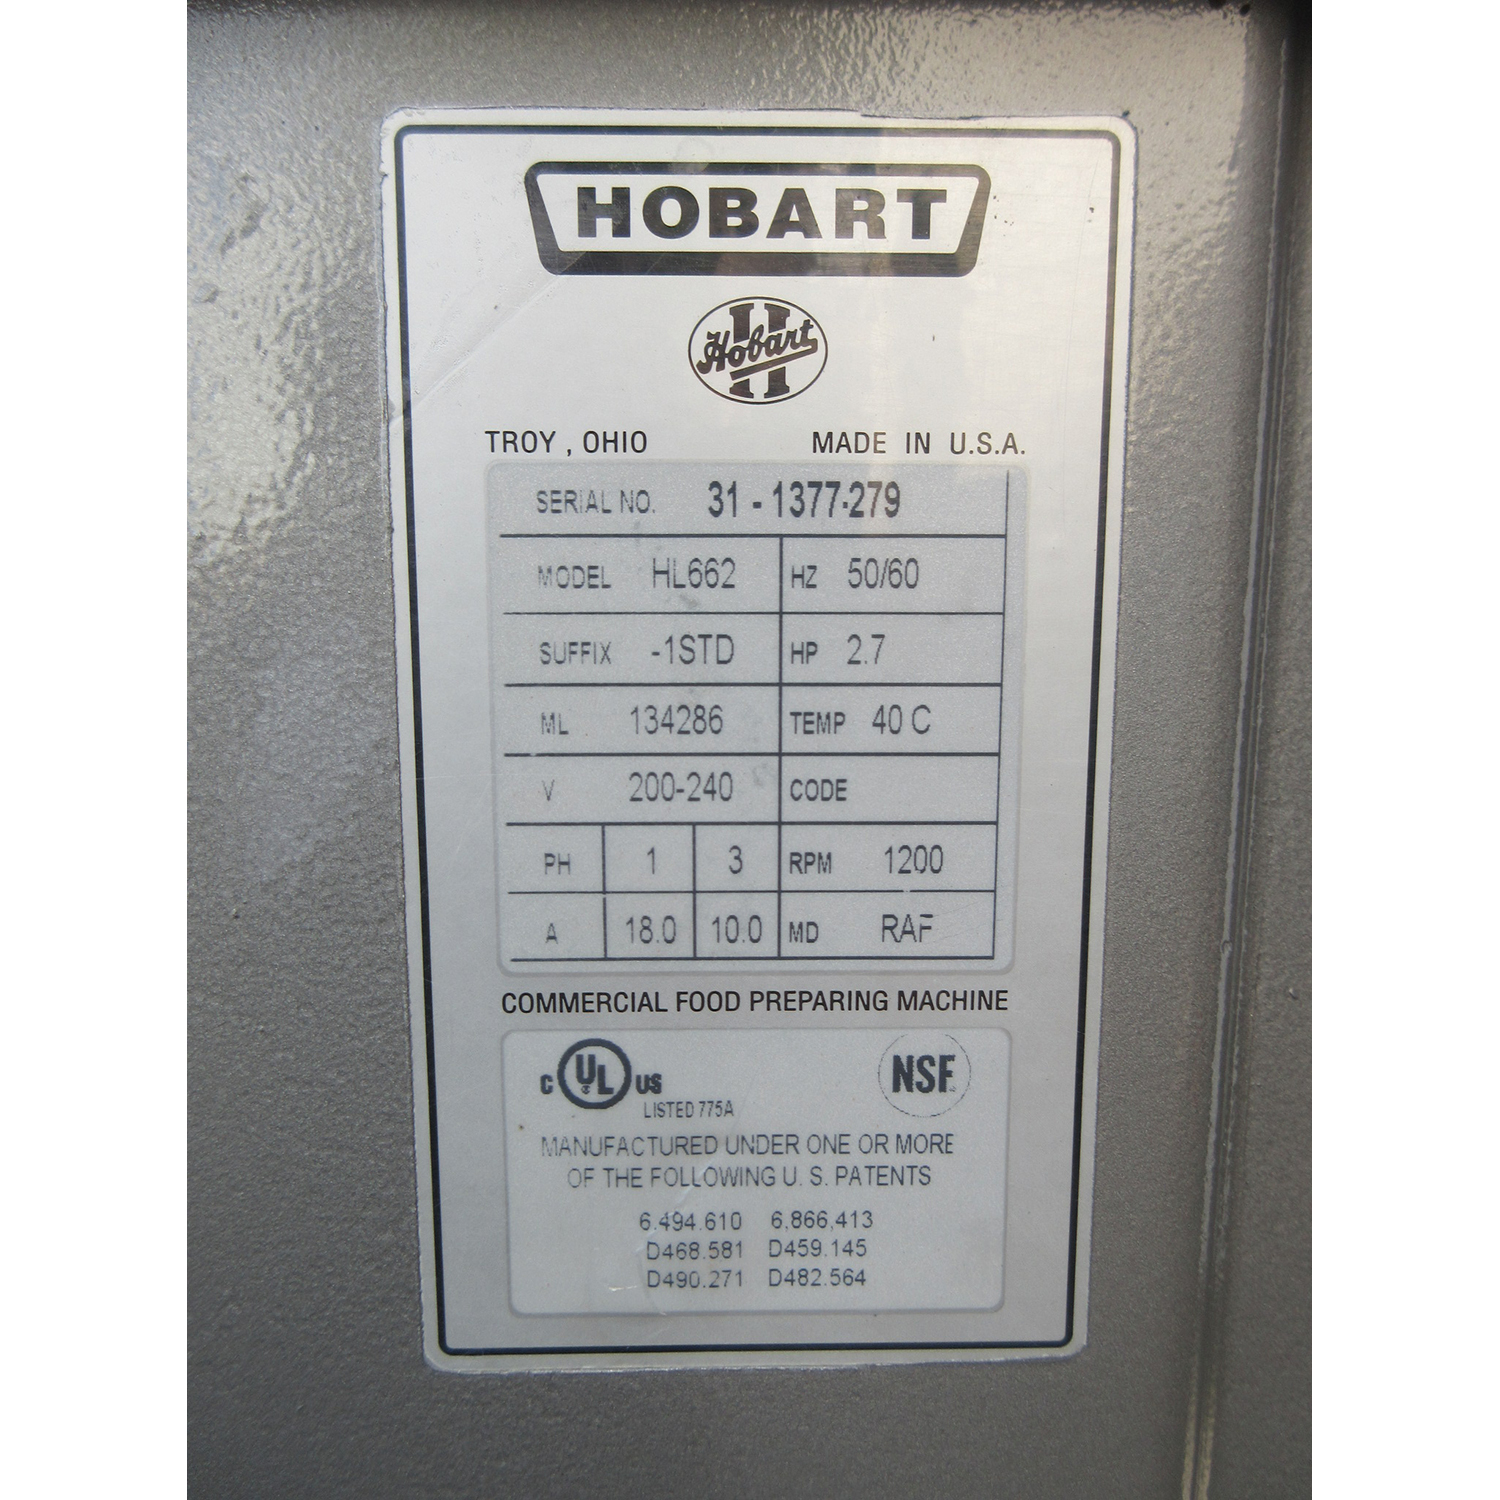 HOBART
Hobart
TROY , OHIO MADE IN U.S.A.
SERIAL NO. 31 - 1377-279
MODEL HL662 HZ 50/60
SUFFIX -1STD HP 2.7
ML 134286 TEMP 40 C
V 200-240 CODE
PH 1 3 RPM 1200
A 18.0 10.0 MD RAF
COMMERCIAL FOOD PREPARING MACHINE
C UL ® US NSF®
LISTED 775A
MANUFACTURED UNDER ONE OR MORE
OF THE FOLLOWING U. S. PATENTS
6.494.610 6,866,413
D468.581 D459.145
D490.271 D482.564